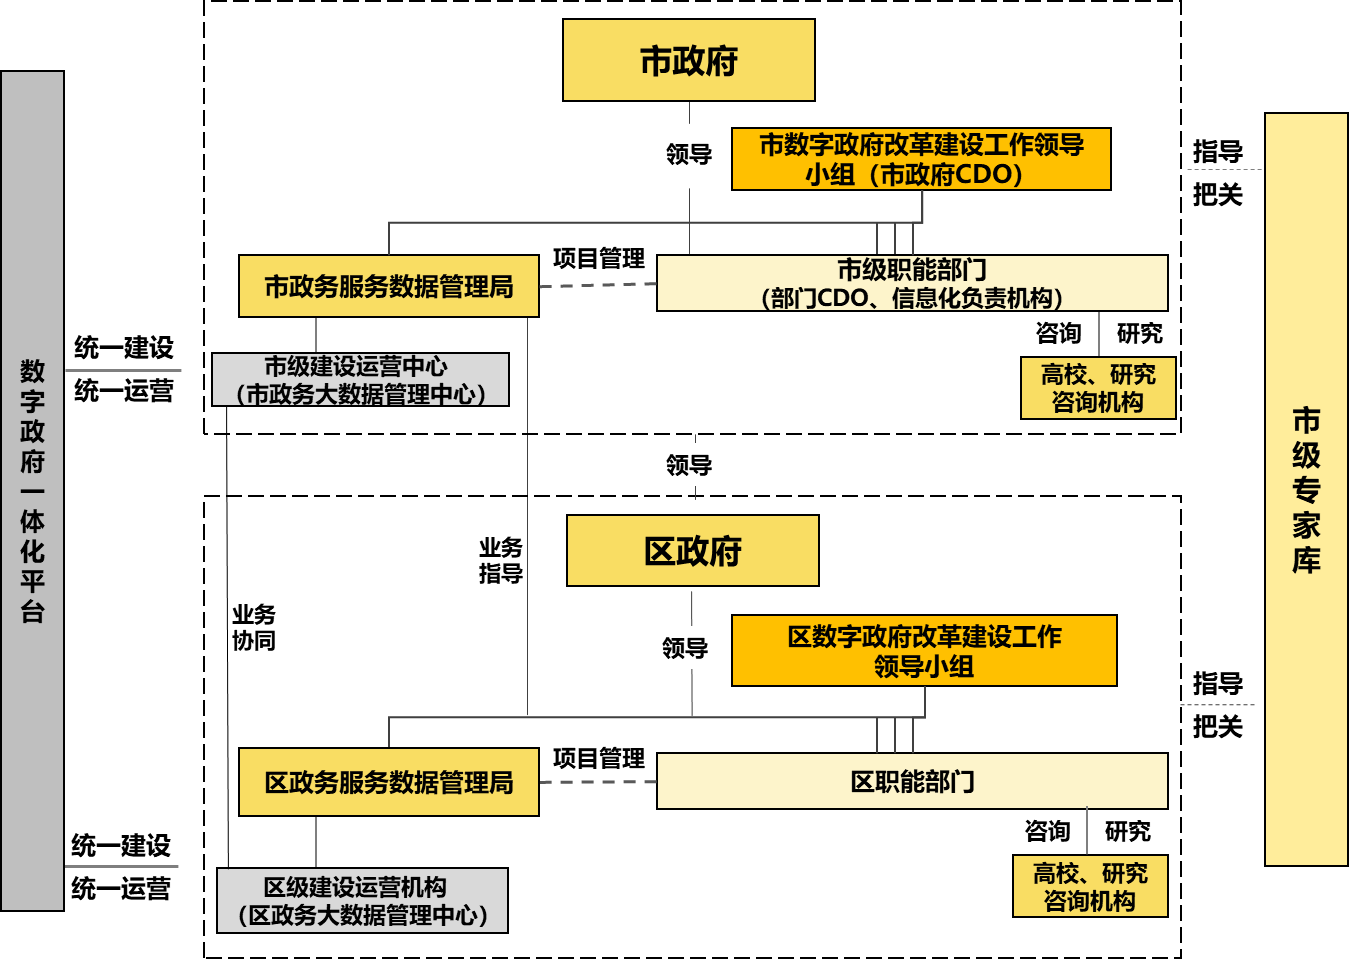 市政府
领导
市数字政府改革建设工作领导
小组（市政府CDO）
指导
把关
市政务服务数据管理局
项目管理
市级职能部门
（部门CDO、信息化负责机构）
咨询 研究
高校、研究
咨询机构
统一建设
统一运营
市级建设运营中心
（市政务大数据管理中心）
数字政府一体化平台
市级专家库
领导
区政府
业务
指导
业务
协同
领导
区数字政府改革建设工作
领导小组
指导
把关
区政务服务数据管理局
项目管理
区职能部门
咨询 研究
高校、研究
咨询机构
统一建设
统一运营
区级建设运营机构
（区政务大数据管理中心）